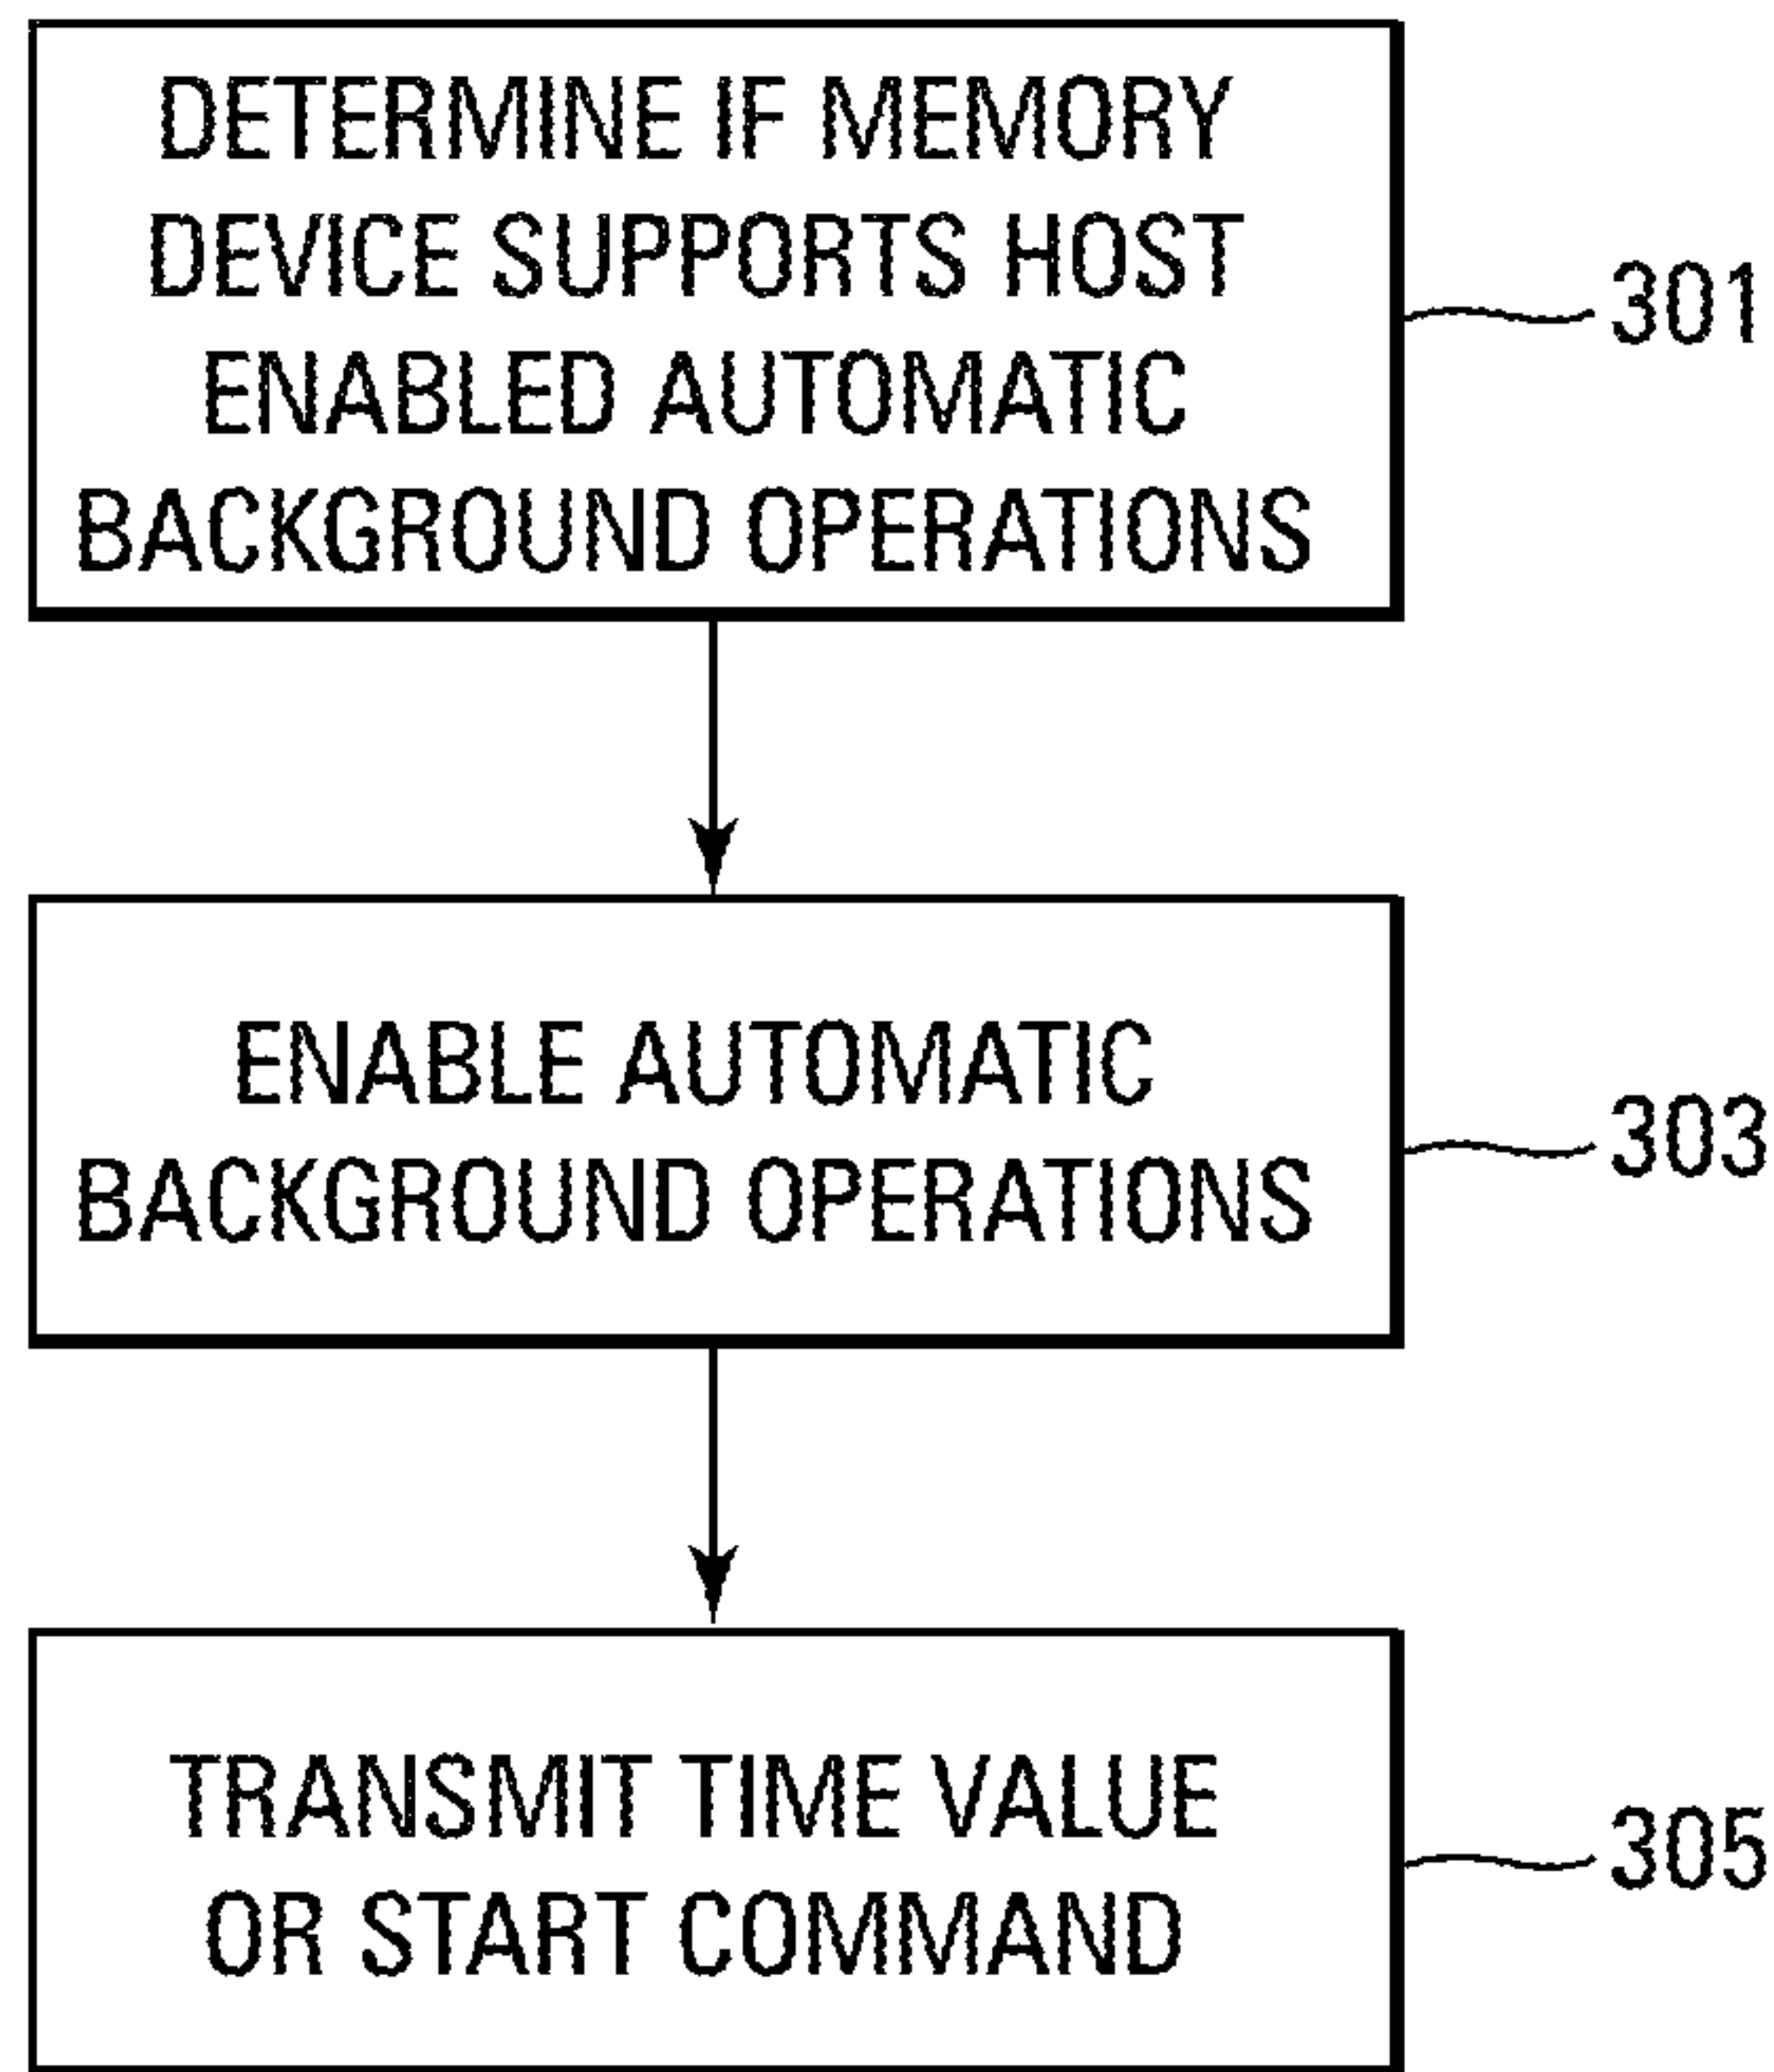 DETERMINE IF MEMORY
DEVICE SUPPORTS HOST
ENABLED AUTOMATIC
BACKGROUND OPERATIONS
301
ENABLE AUTOMATIC
BACKGROUND OPERATIONS
303
TRANSMIT TIME VALUE
OR START COMMAND
305